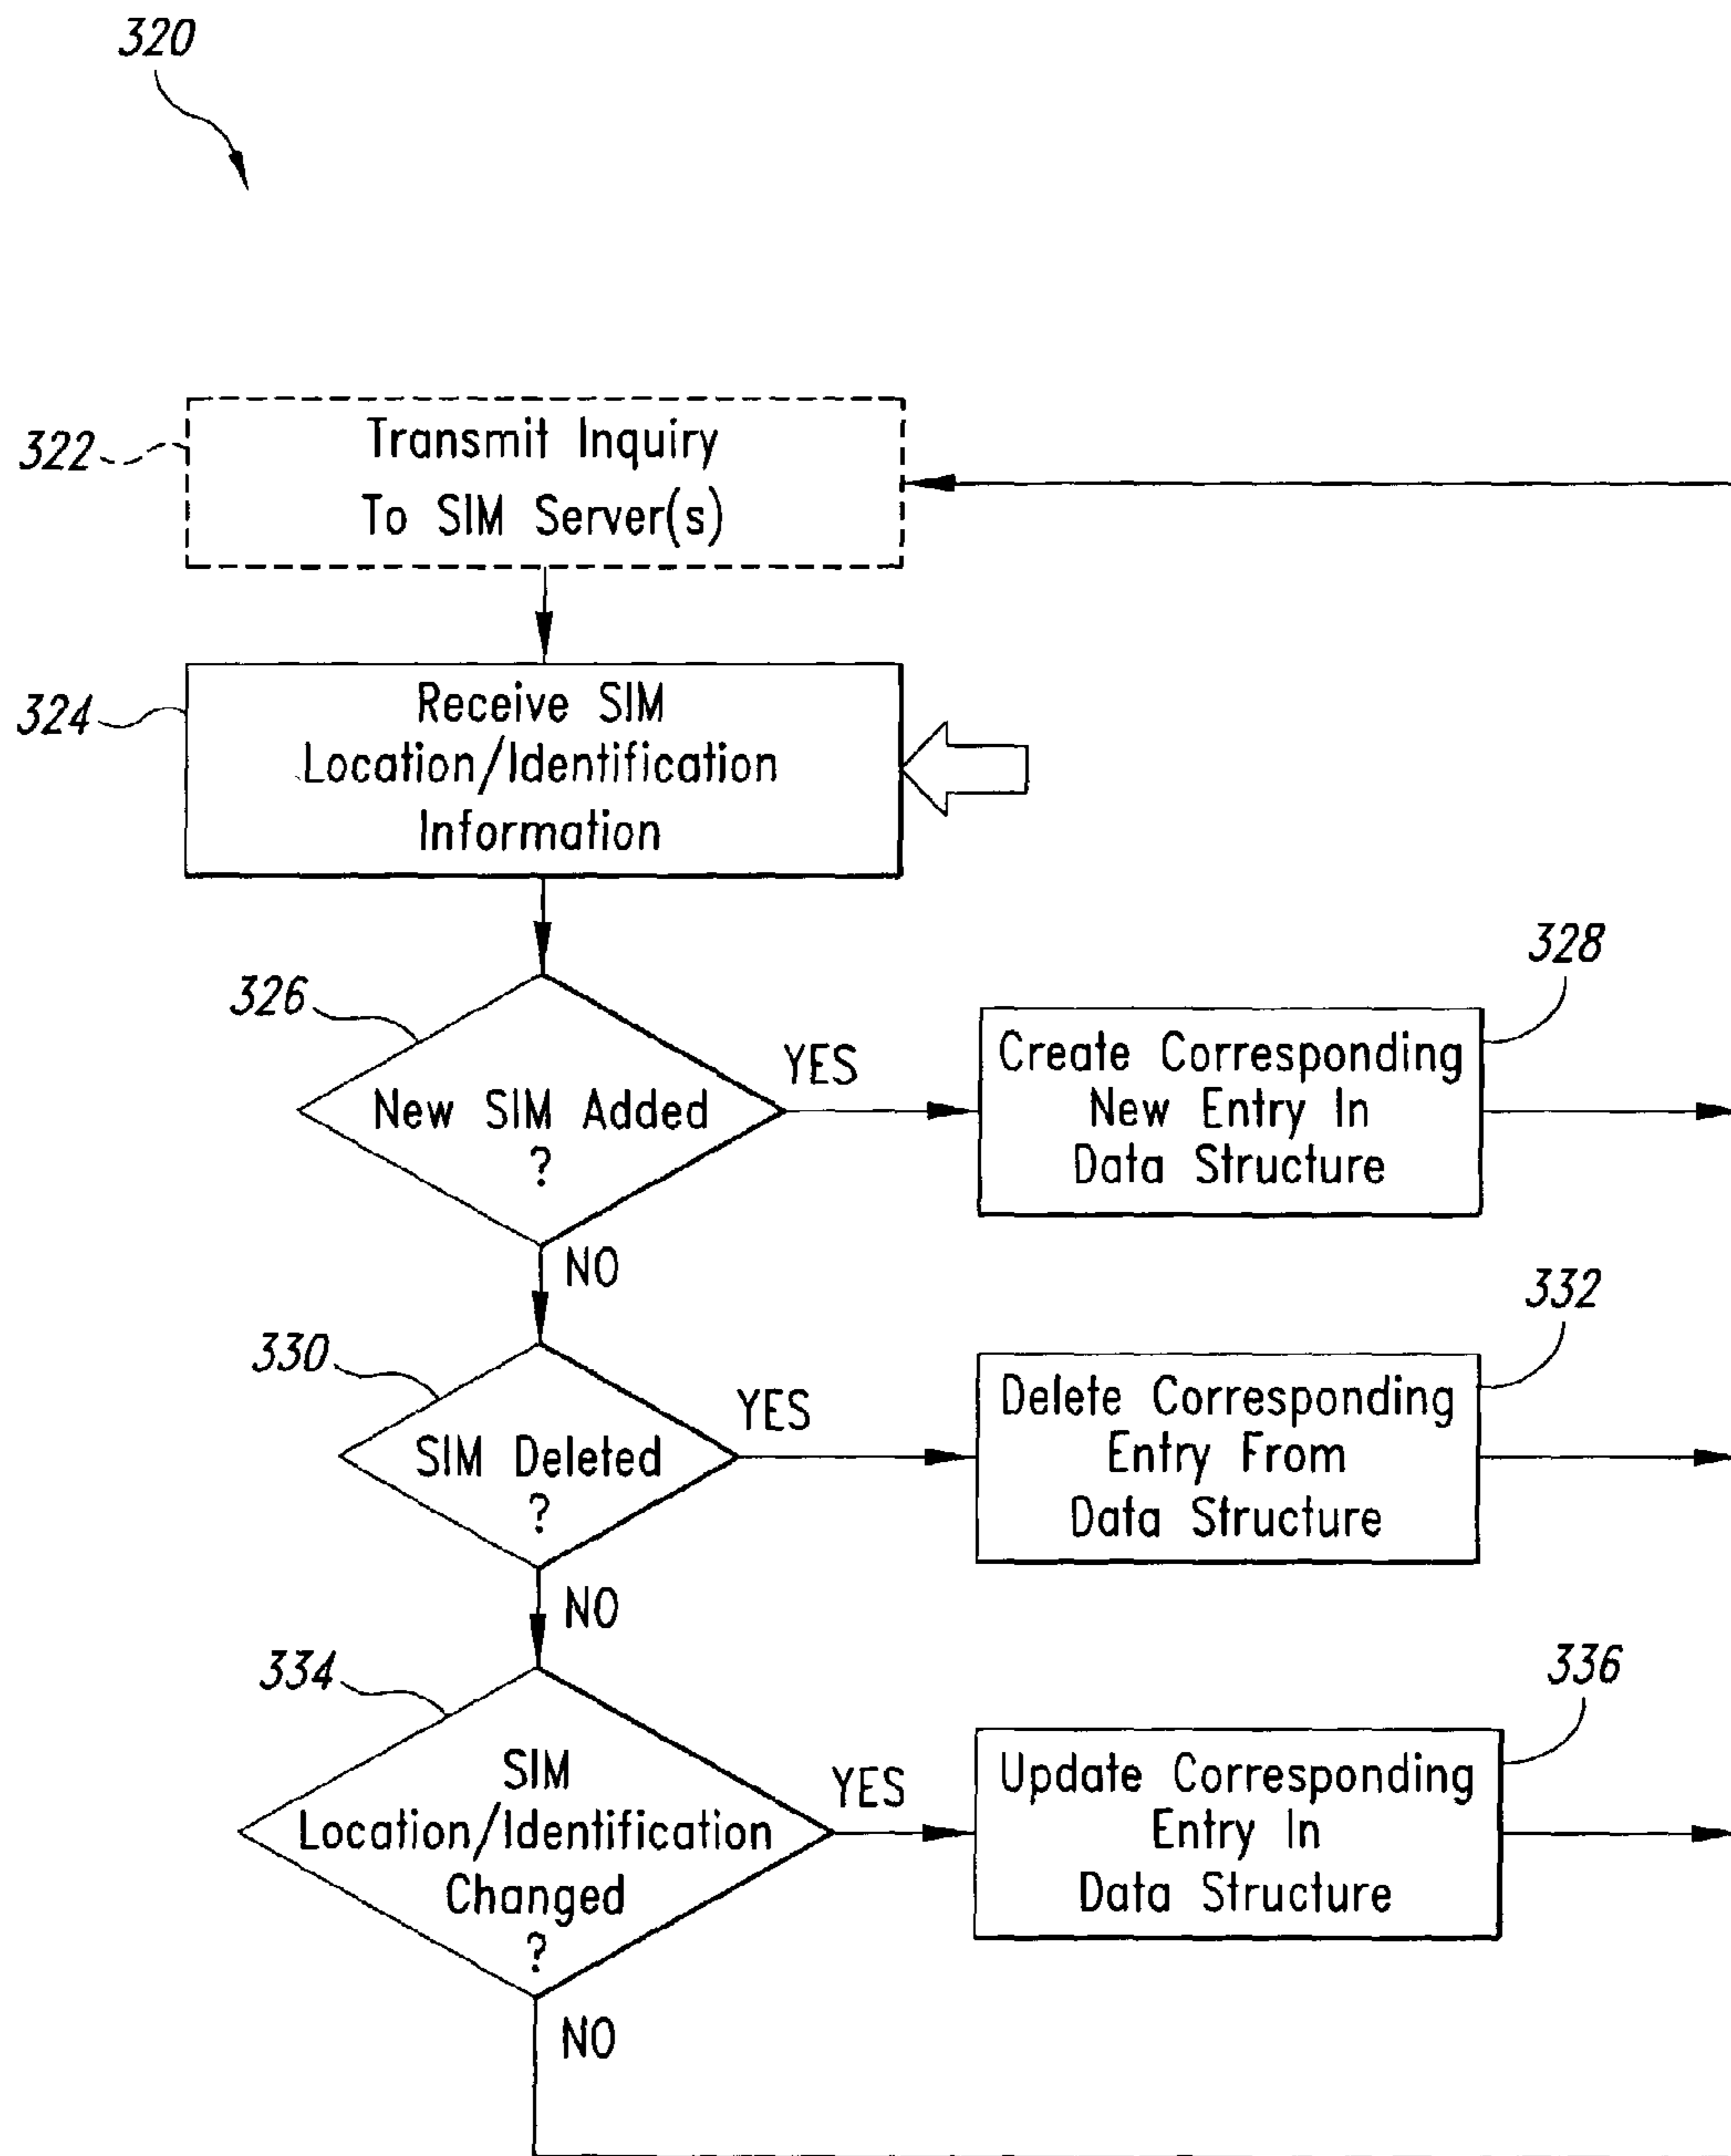 320
322
Transmit Inquiry
To SIM Server(s)
324
Receive SIM
Location/Identification
Information
326
New SIM Added
?
YES
328
Create Corresponding
New Entry In
Data Structure
NO
330
SIM Deleted
?
YES
332
Delete Corresponding
Entry From
Data Structure
NO
334
SIM
Location/Identification
Changed
?
YES
336
Update Corresponding
Entry In
Data Structure
NO